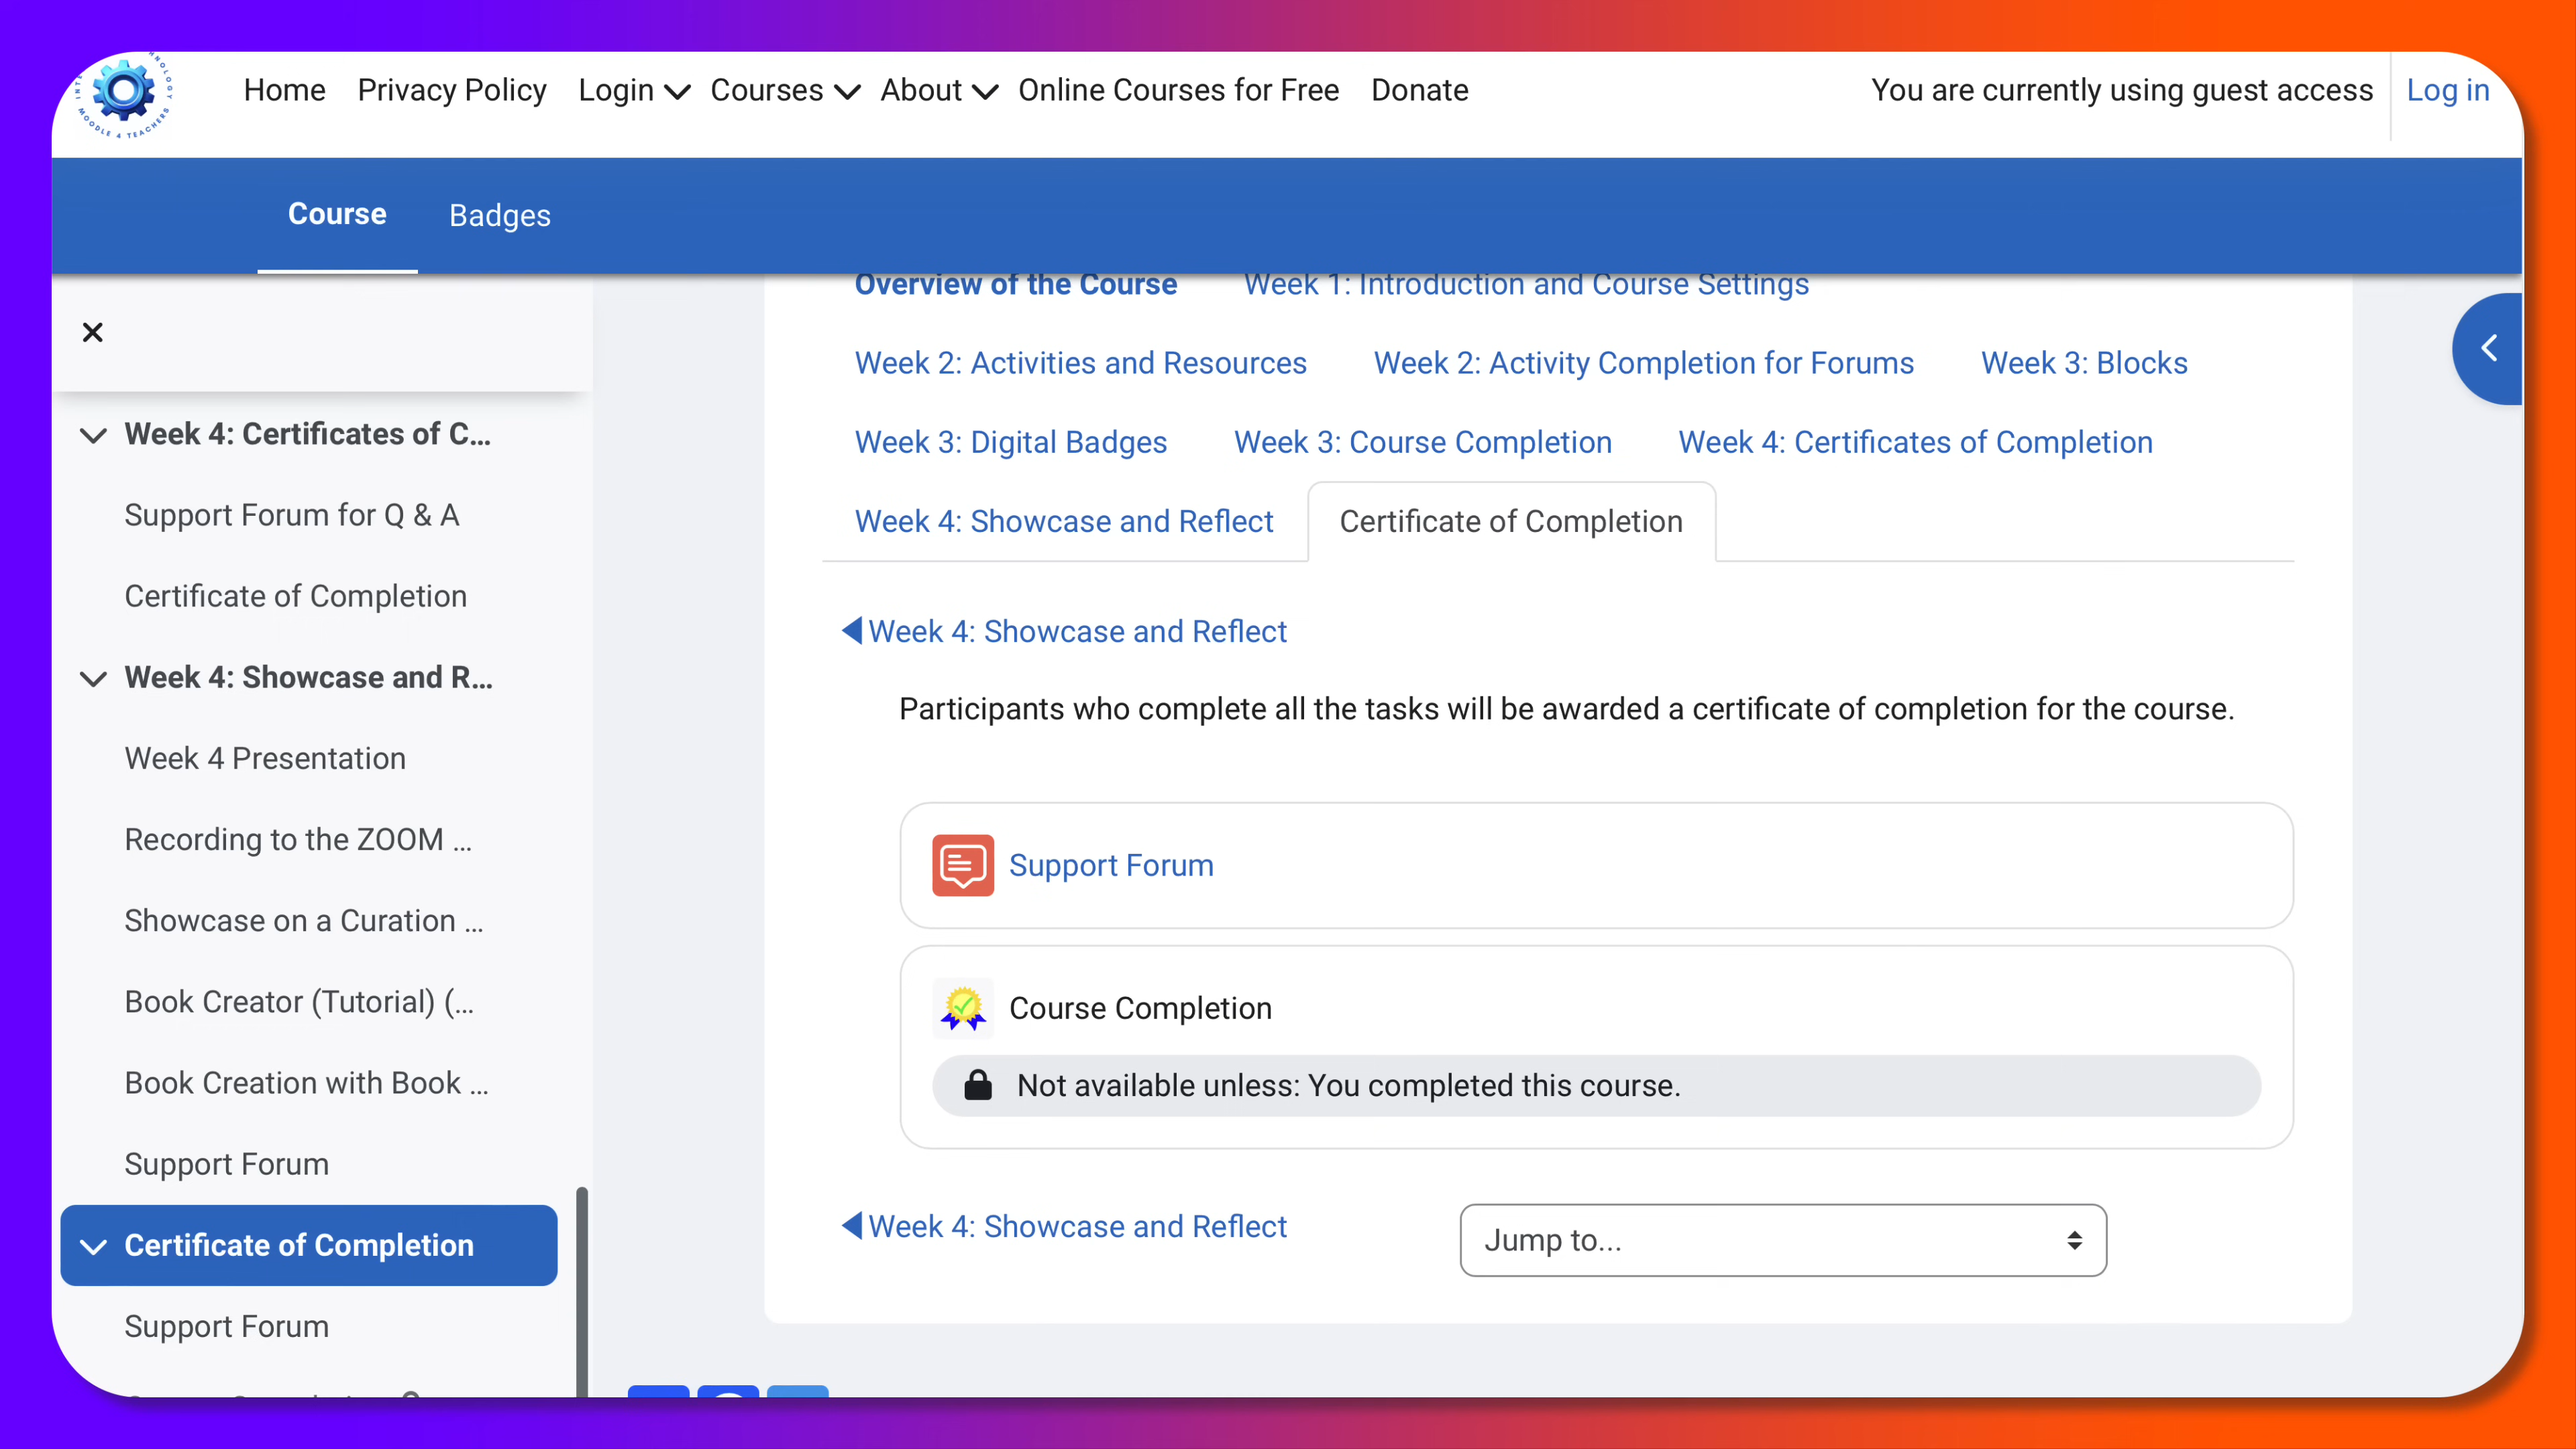 MOODLE 4 TEACHERS
Home Privacy Policy Login Courses About Online Courses for Free Donate You are currently using guest access Log in
Course Badges
Overview of the Course Week 1: Introduction and Course Settings
Week 2: Activities and Resources Week 2: Activity Completion for Forums Week 3: Blocks
Week 3: Digital Badges Week 3: Course Completion Week 4: Certificates of Completion
Week 4: Showcase and Reflect Certificate of Completion
Week 4: Certificates of C...
Support Forum for Q & A
Certificate of Completion
Week 4: Showcase and R...
Week 4 Presentation
Recording to the ZOOM ...
Showcase on a Curation ...
Book Creator (Tutorial) (...
Book Creation with Book ...
Support Forum
Certificate of Completion
Support Forum
Week 4: Showcase and Reflect
Participants who complete all the tasks will be awarded a certificate of completion for the course.
Support Forum
Course Completion
Not available unless: You completed this course.
Week 4: Showcase and Reflect Jump to...